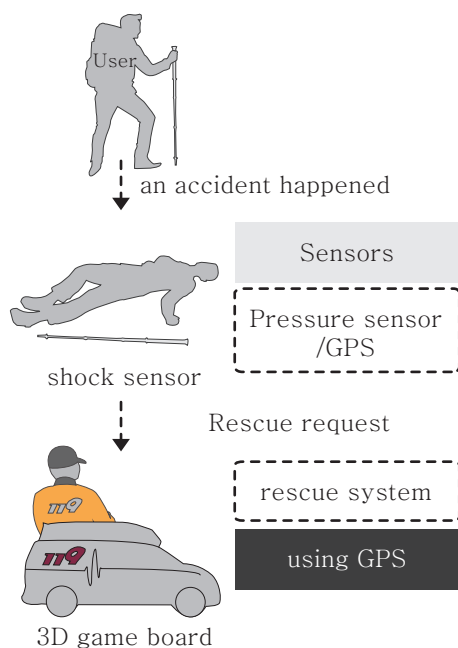 User
an accident happened
Sensors
Pressure sensor
/GPS
shock sensor
Rescue request
119
rescue system
119
using GPS
3D game board